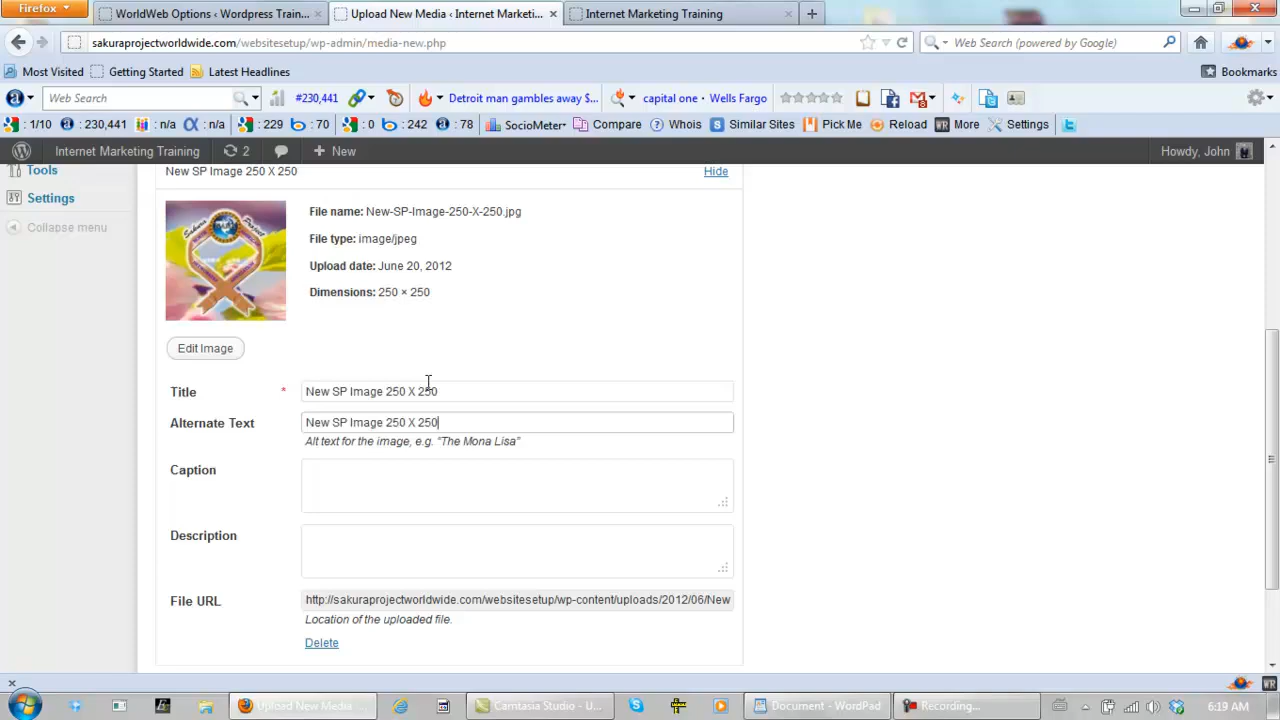 Firefox
WorldWeb Options ‹ Wordpress Train...
Upload New Media ‹ Internet Marketi...
Internet Marketing Training
sakuraprojectworldwide.com/websitesetup/wp-admin/media-new.php
Web Search (powered by Google)
Most Visited Getting Started Latest Headlines Bookmarks
Web Search #230,441 Detroit man gambles away $... capital one • Wells Fargo
: 1/10 : 230,441 : n/a : n/a : 229 : 70 : 0 : 242 : 78 SocioMeter Compare Whois Similar Sites Pick Me Reload More Settings
Internet Marketing Training 2 New Howdy, John
Tools
Settings
Collapse menu
New SP Image 250 X 250 Hide
Sakura Project
File name: New-SP-Image-250-X-250.jpg
File type: image/jpeg
Upload date: June 20, 2012
Dimensions: 250 × 250
Edit Image
Title * New SP Image 250 X 250
Alternate Text New SP Image 250 X 250
Alt text for the image, e.g. “The Mona Lisa”
Caption
Description
File URL http://sakuraprojectworldwide.com/websitesetup/wp-content/uploads/2012/06/New
Location of the uploaded file.
Delete
Upload New Media ... Camtasia Studio - U... Document - WordPad Recording... 6:19 AM